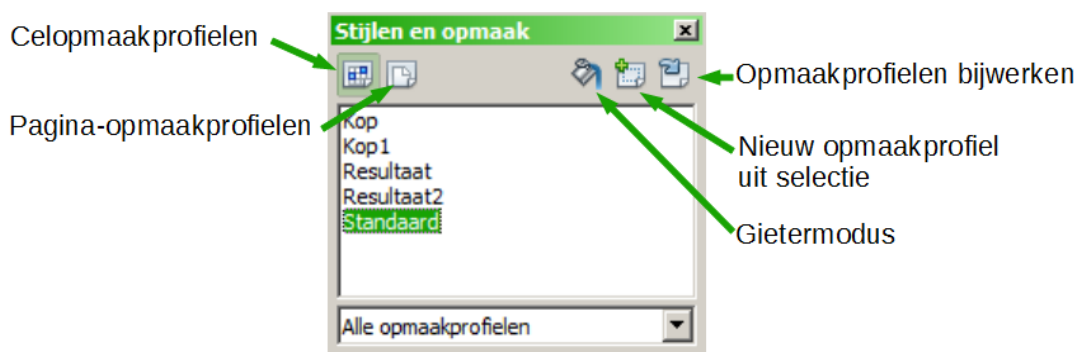 Celopmaakprofielen
Pagina-opmaakprofielen
Stijlen en opmaak
Kop
Kop1
Resultaat
Resultaat2
Standaard
Alle opmaakprofielen
Opmaakprofielen bijwerken
Nieuw opmaakprofiel
uit selectie
Gietermodus